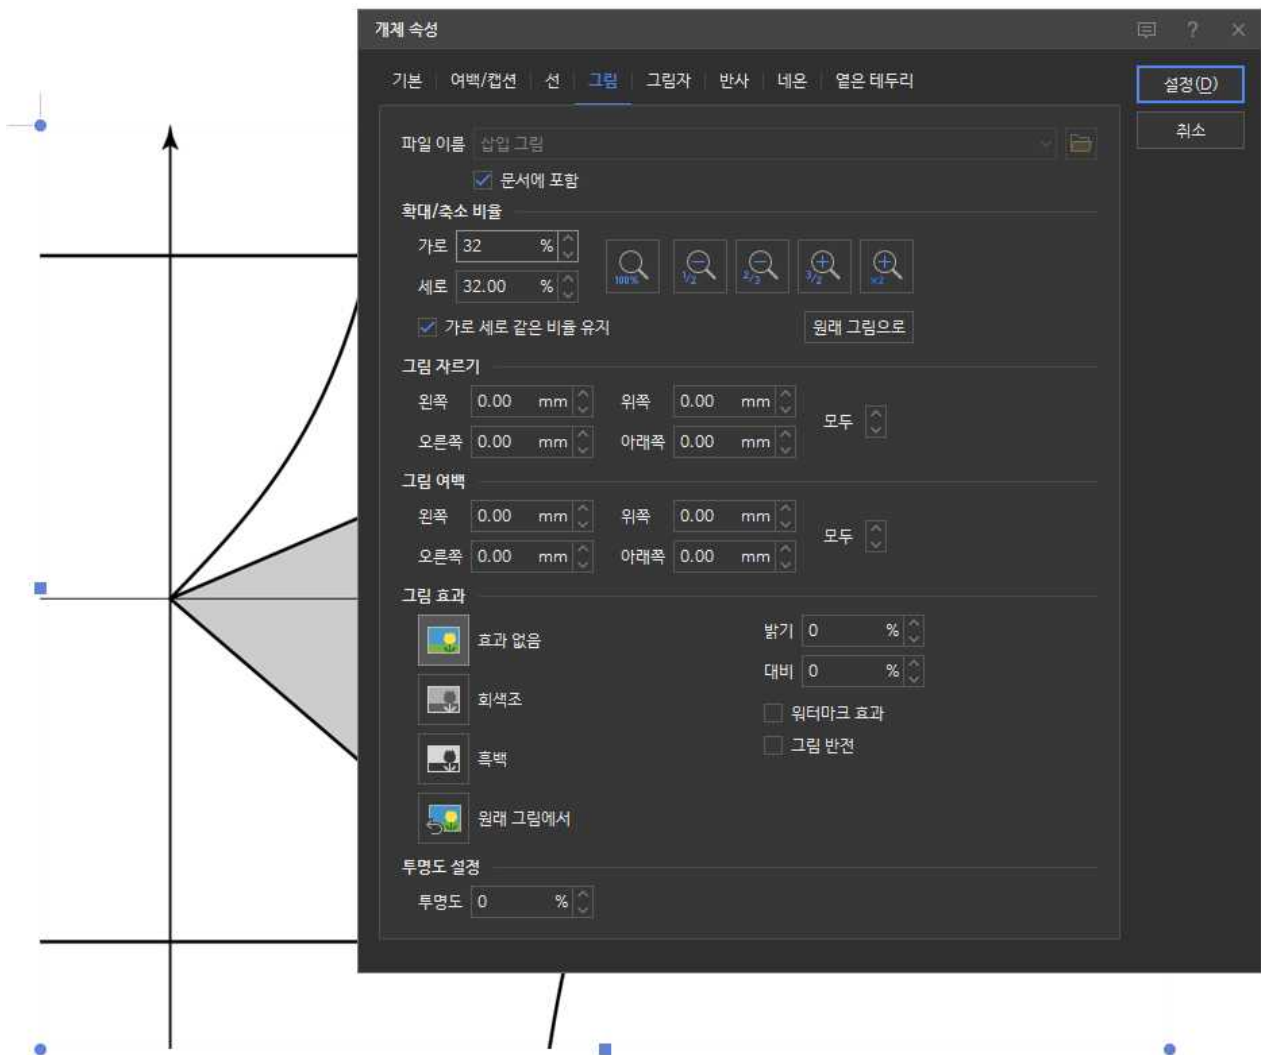 개체 속성
?
기본 여백/캡션 선 그림 그림자 반사 네온 옅은 테두리
설정(D)
취소
파일 이름 삽입 그림
문서에 포함
확대/축소 비율
가로 32 %
세로 32.00 %
100% 1/2 2/3 3/2 ×2
가로 세로 같은 비율 유지
원래 그림으로
그림 자르기
왼쪽 0.00 mm 위쪽 0.00 mm
오른쪽 0.00 mm 아래쪽 0.00 mm
모두
그림 여백
왼쪽 0.00 mm 위쪽 0.00 mm
오른쪽 0.00 mm 아래쪽 0.00 mm
모두
그림 효과
효과 없음
회색조
흑백
원래 그림에서
밝기 0 %
대비 0 %
워터마크 효과
그림 반전
투명도 설정
투명도 0 %